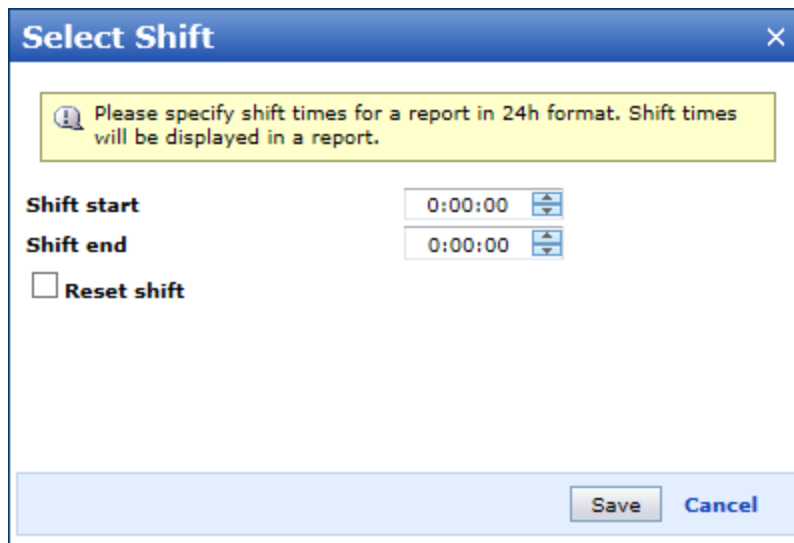 Select Shift
Please specify shift times for a report in 24h format. Shift times
will be displayed in a report.
Shift start 0:00:00
Shift end 0:00:00
Reset shift
Save Cancel